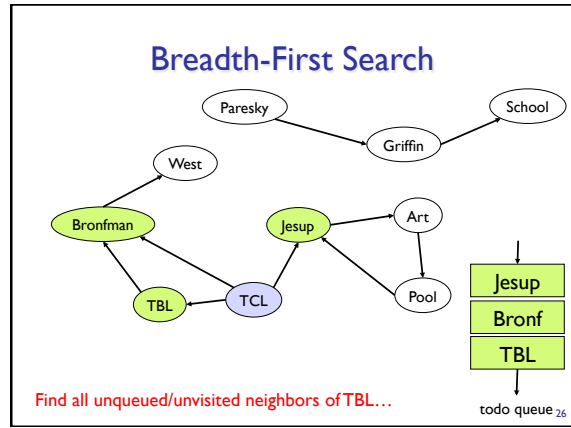 Breadth-First Search
Paresky
School
Griffin
West
Bronfman
Jesup
Art
TBL
TCL
Pool
Jesup
Bronf
TBL
Find all unqueued/unvisited neighbors of TBL...
todo queue 26